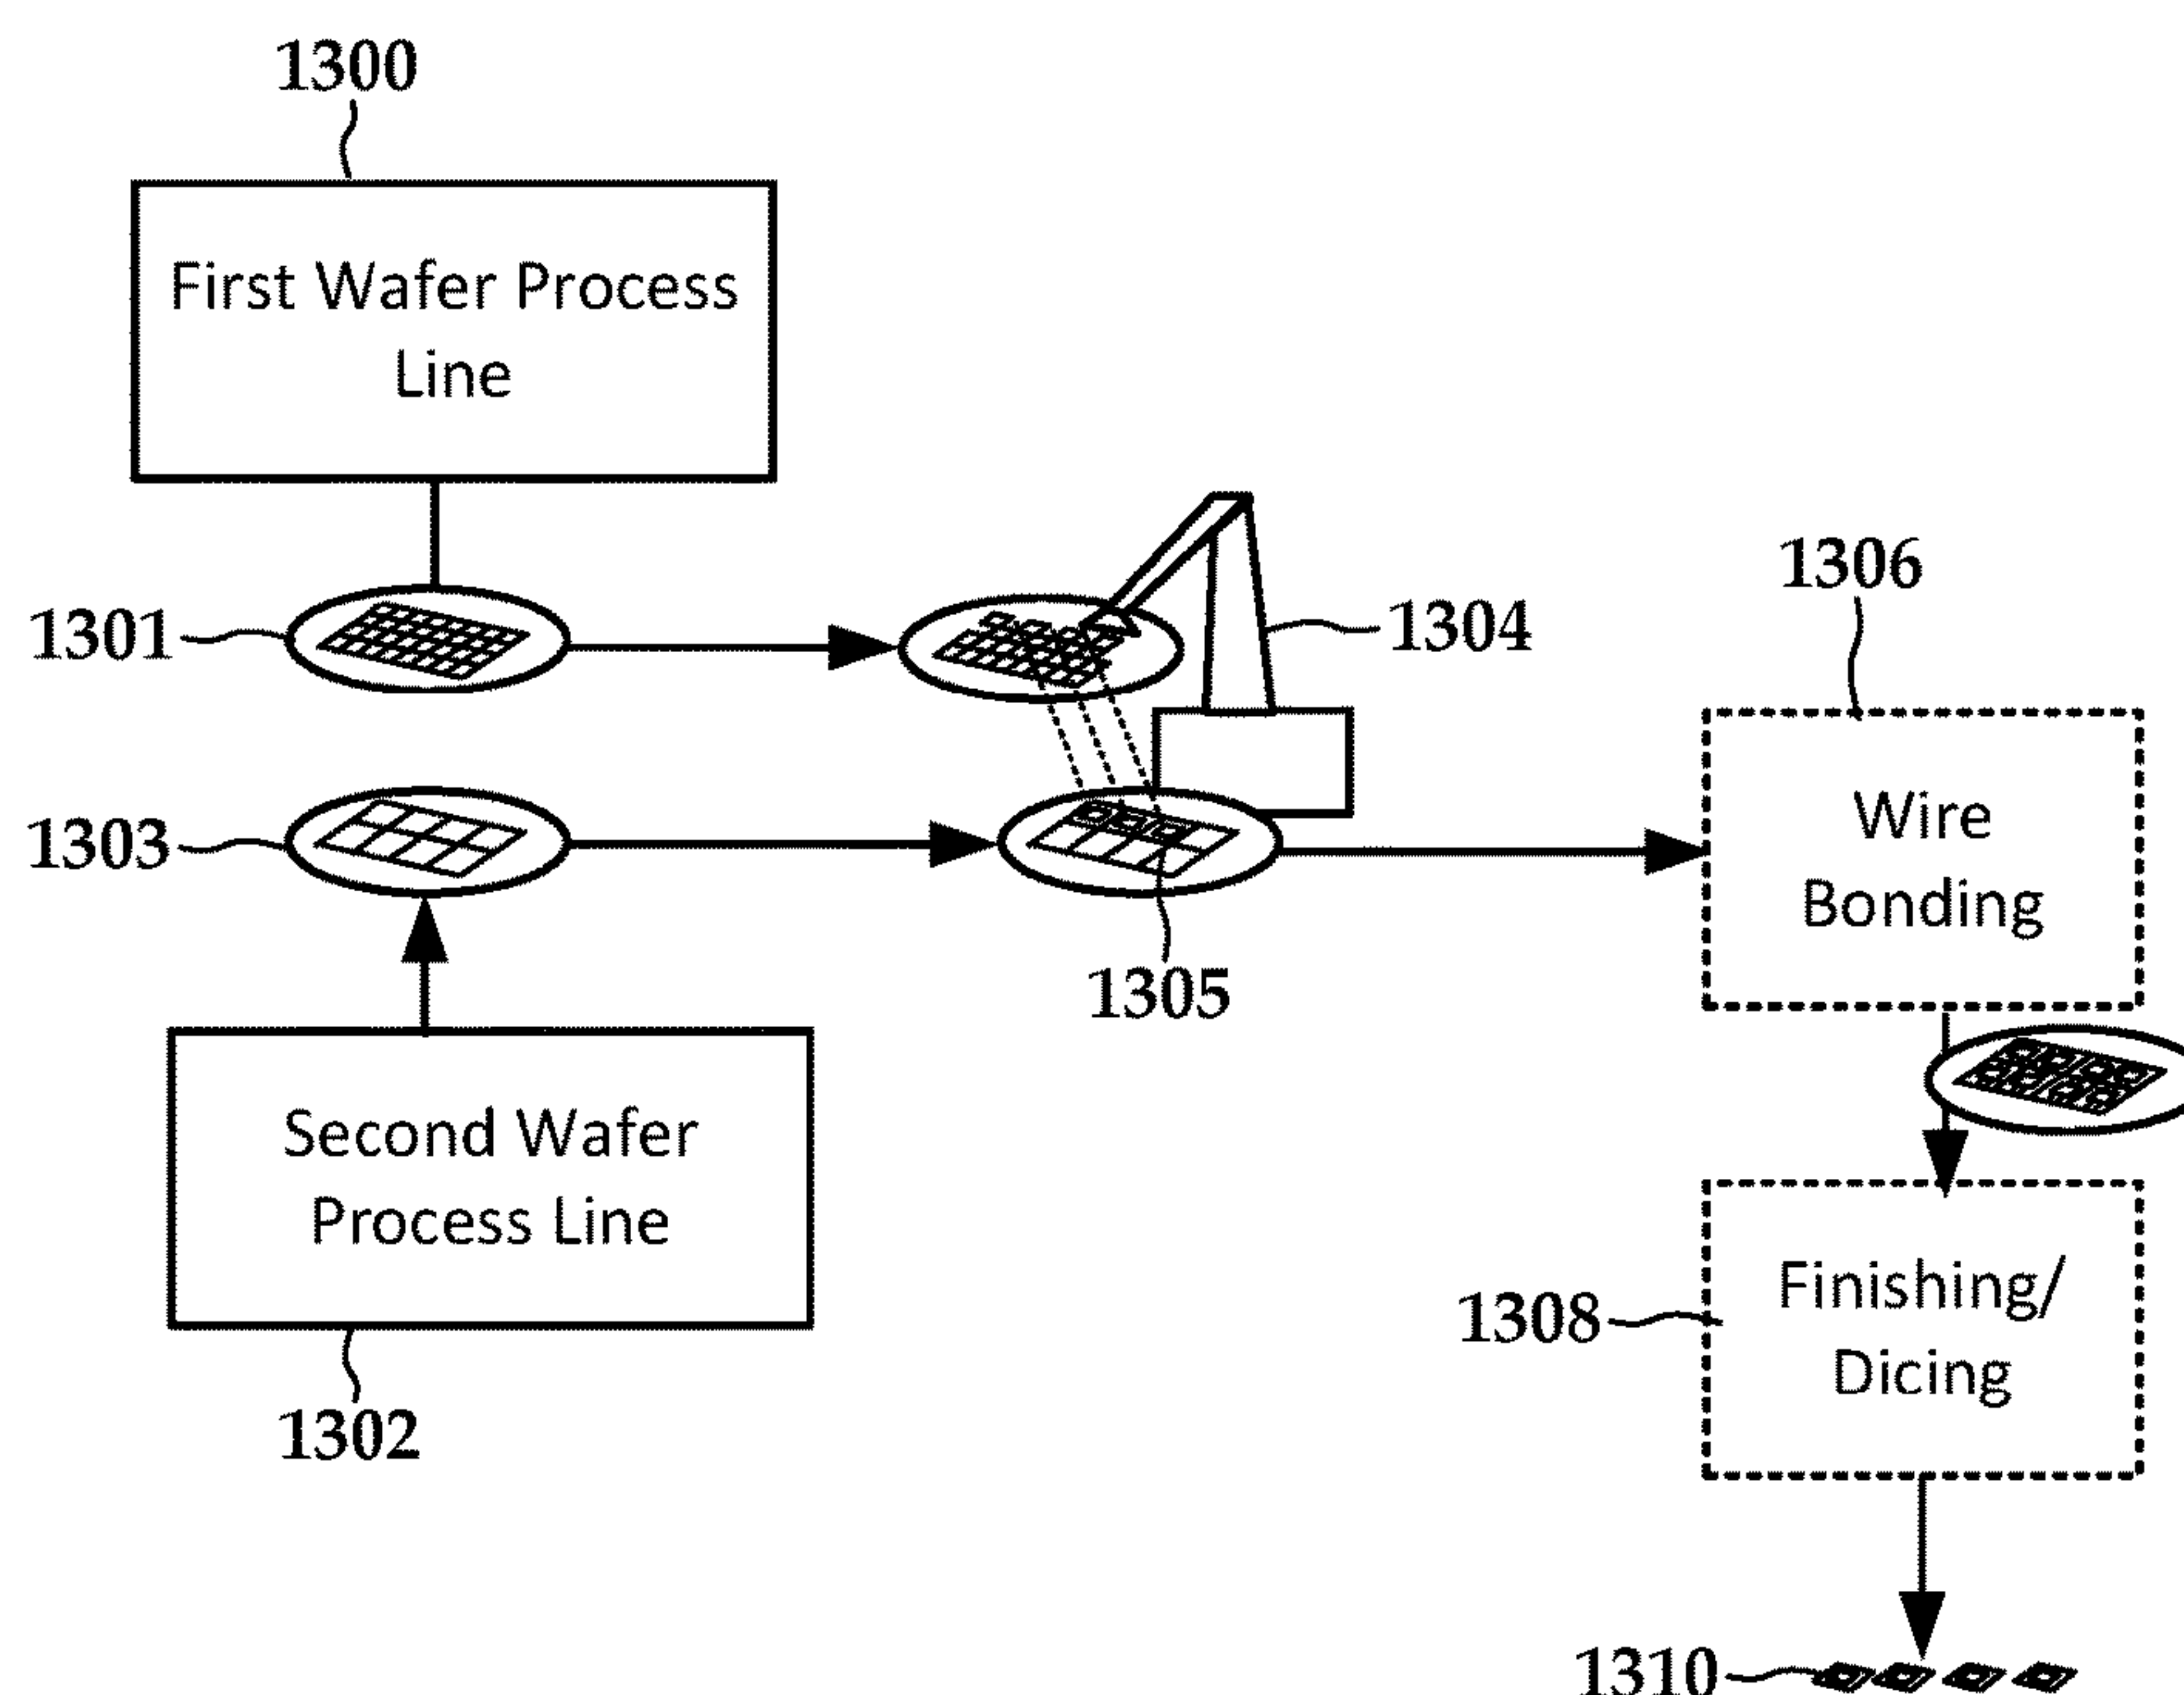 1300
First Wafer Process
Line
1301
1304
1306
1303
Wire
Bonding
1305
Second Wafer
Process Line
1302
1308
Finishing/
Dicing
1310